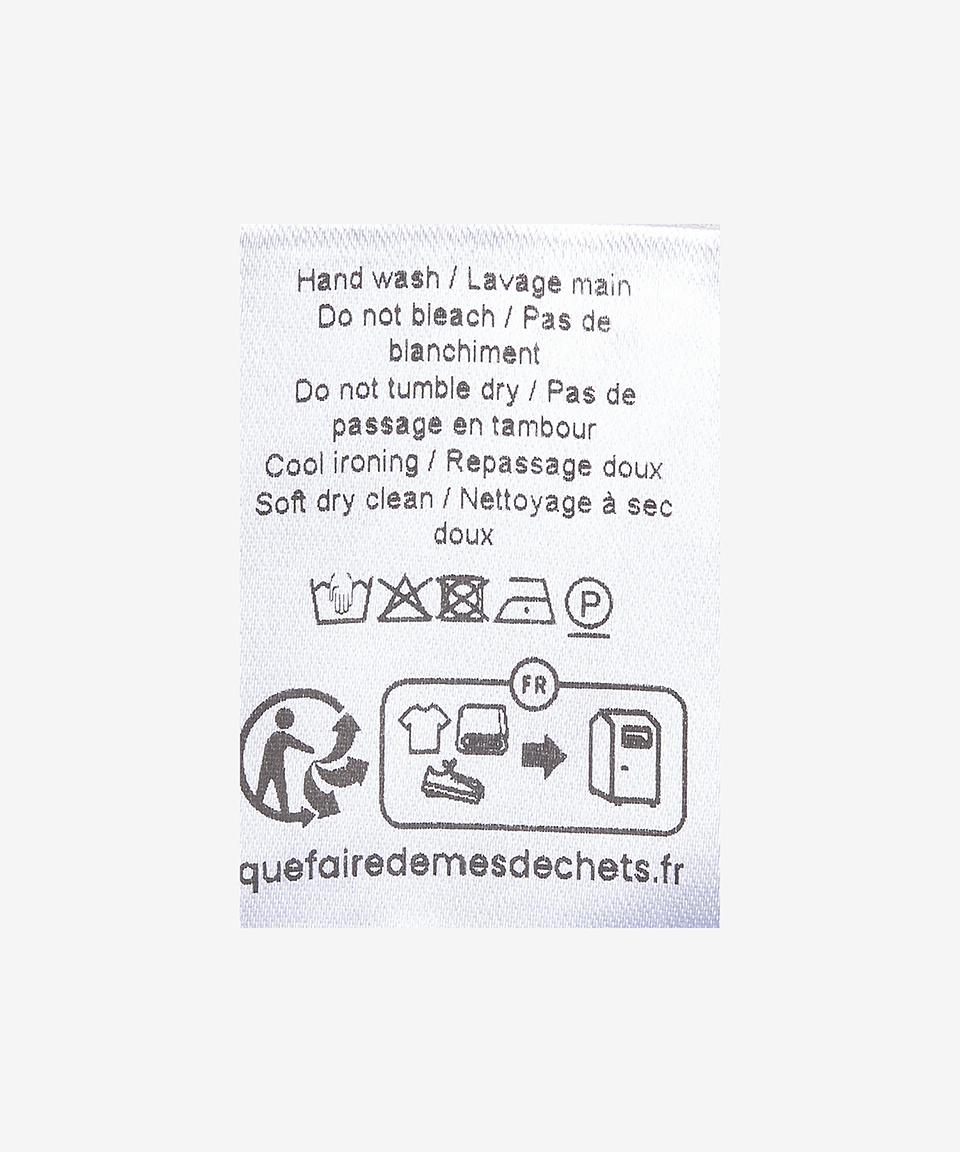 Hand wash / Lavage main
Do not bleach / Pas de
blanchiment
Do not tumble dry / Pas de
passage en tambour
Cool ironing / Repassage doux
Soft dry clean / Nettoyage à sec
doux
P
FR
quefairedemesdechets.fr